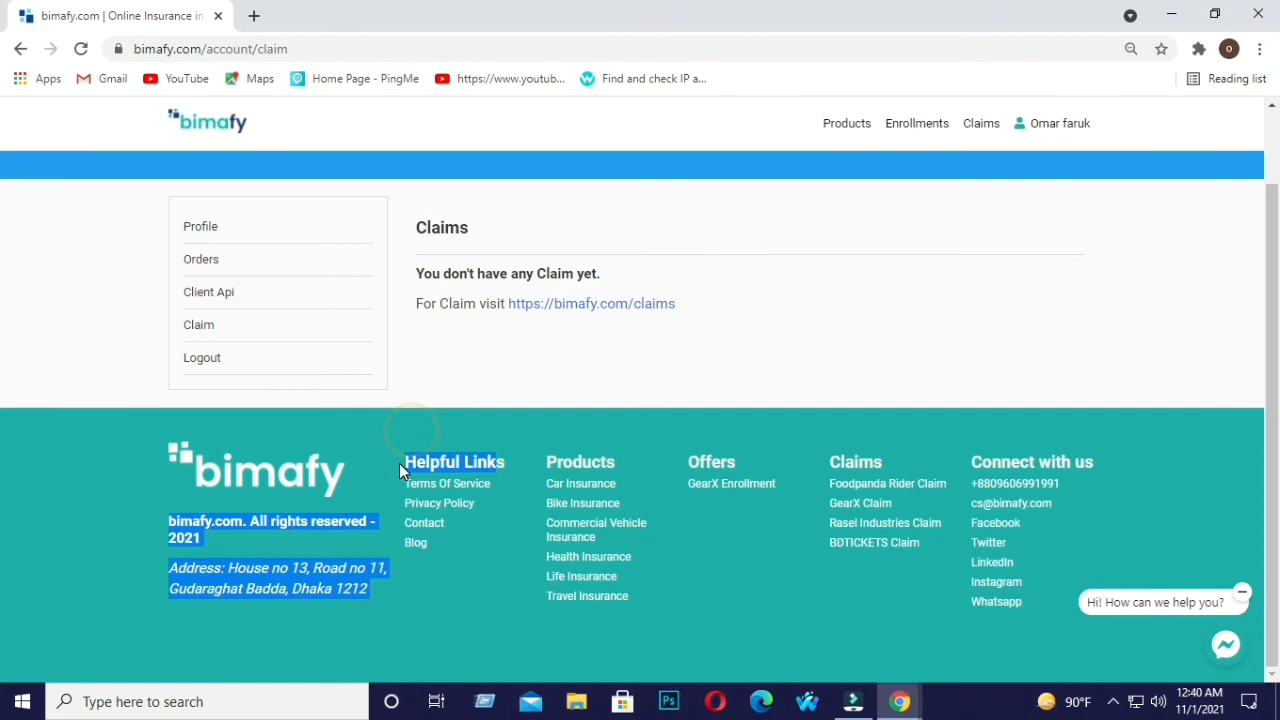 bimafy.com | Online Insurance in
bimafy.com/account/claim
O
Apps
Gmail
YouTube
Maps
Home Page - PingMe
https://www.youtub...
Find and check IP a...
Reading list
bimafy
Products
Enrollments
Claims
Omar faruk
Profile
Orders
Client Api
Claim
Logout
Claims
You don't have any Claim yet.
For Claim visit https://bimafy.com/claims
bimafy
bimafy.com. All rights reserved -
2021
Address: House no 13, Road no 11,
Gudaraghat Badda, Dhaka 1212
Helpful Links
Terms Of Service
Privacy Policy
Contact
Blog
Products
Car Insurance
Bike Insurance
Commercial Vehicle
Insurance
Health Insurance
Life Insurance
Travel Insurance
Offers
GearX Enrollment
Claims
Foodpanda Rider Claim
GearX Claim
Rasel Industries Claim
BDTICKETS Claim
Connect with us
+8809606991991
cs@bimafy.com
Facebook
Twitter
LinkedIn
Instagram
Whatsapp
Hi! How can we help you?
Type here to search
Ps
90°F
12:40 AM
11/1/2021